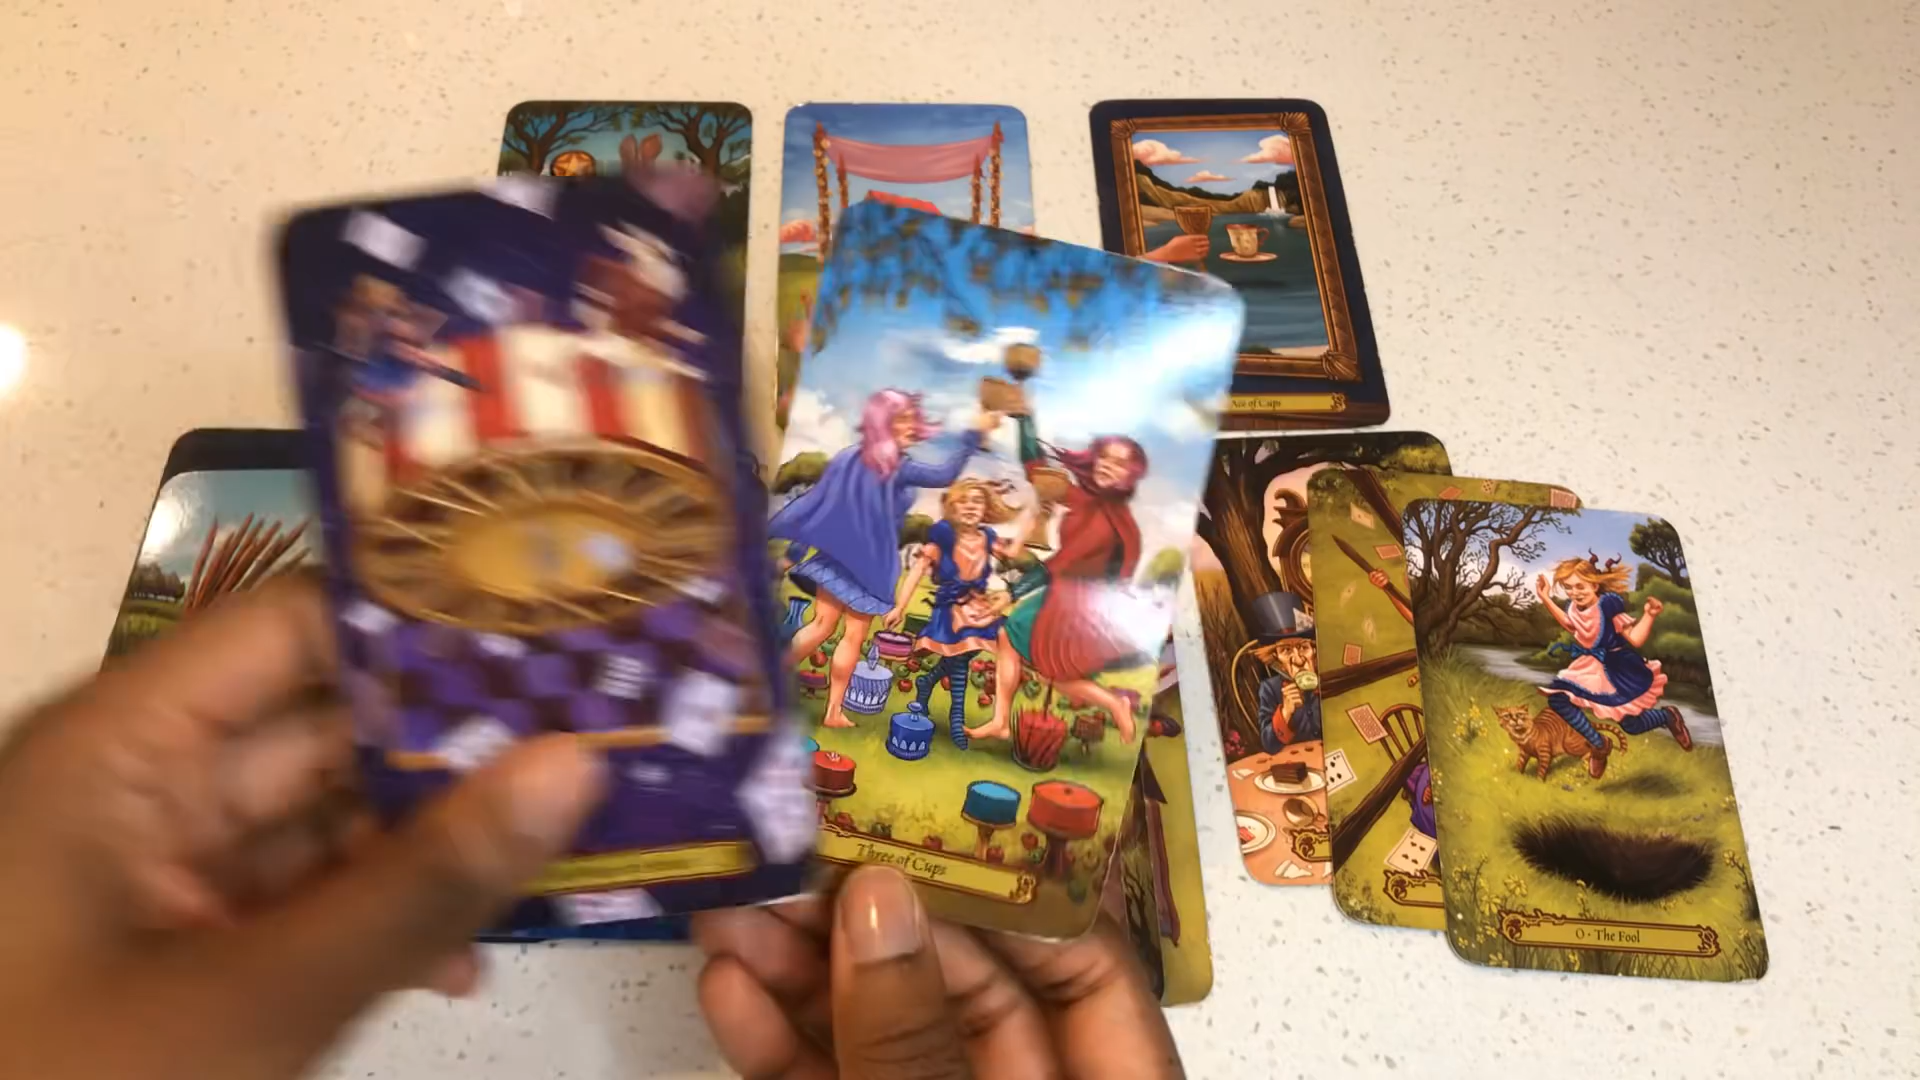 Ace of Cups
Three of Cups
0 · The Fool